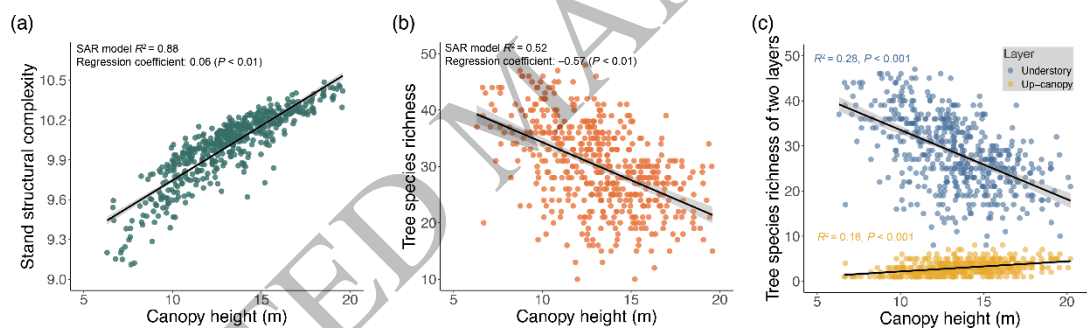 (a)
SAR model R² = 0.88
Regression coefficient: 0.06 (P < 0.01)
Stand structural complexity
10.5
10.2
9.9
9.6
9.3
9.0
5
10
15
20
Canopy height (m)
(b)
SAR model R² = 0.52
Regression coefficient: –0.57 (P < 0.01)
Tree species richness
50
40
30
20
10
5
10
15
20
Canopy height (m)
(c)
R² = 0.28, P < 0.001
Layer
Understory
Up−canopy
Tree species richness of two layers
50
40
30
20
10
0
R² = 0.16, P < 0.001
5
10
15
20
Canopy height (m)
TED MA